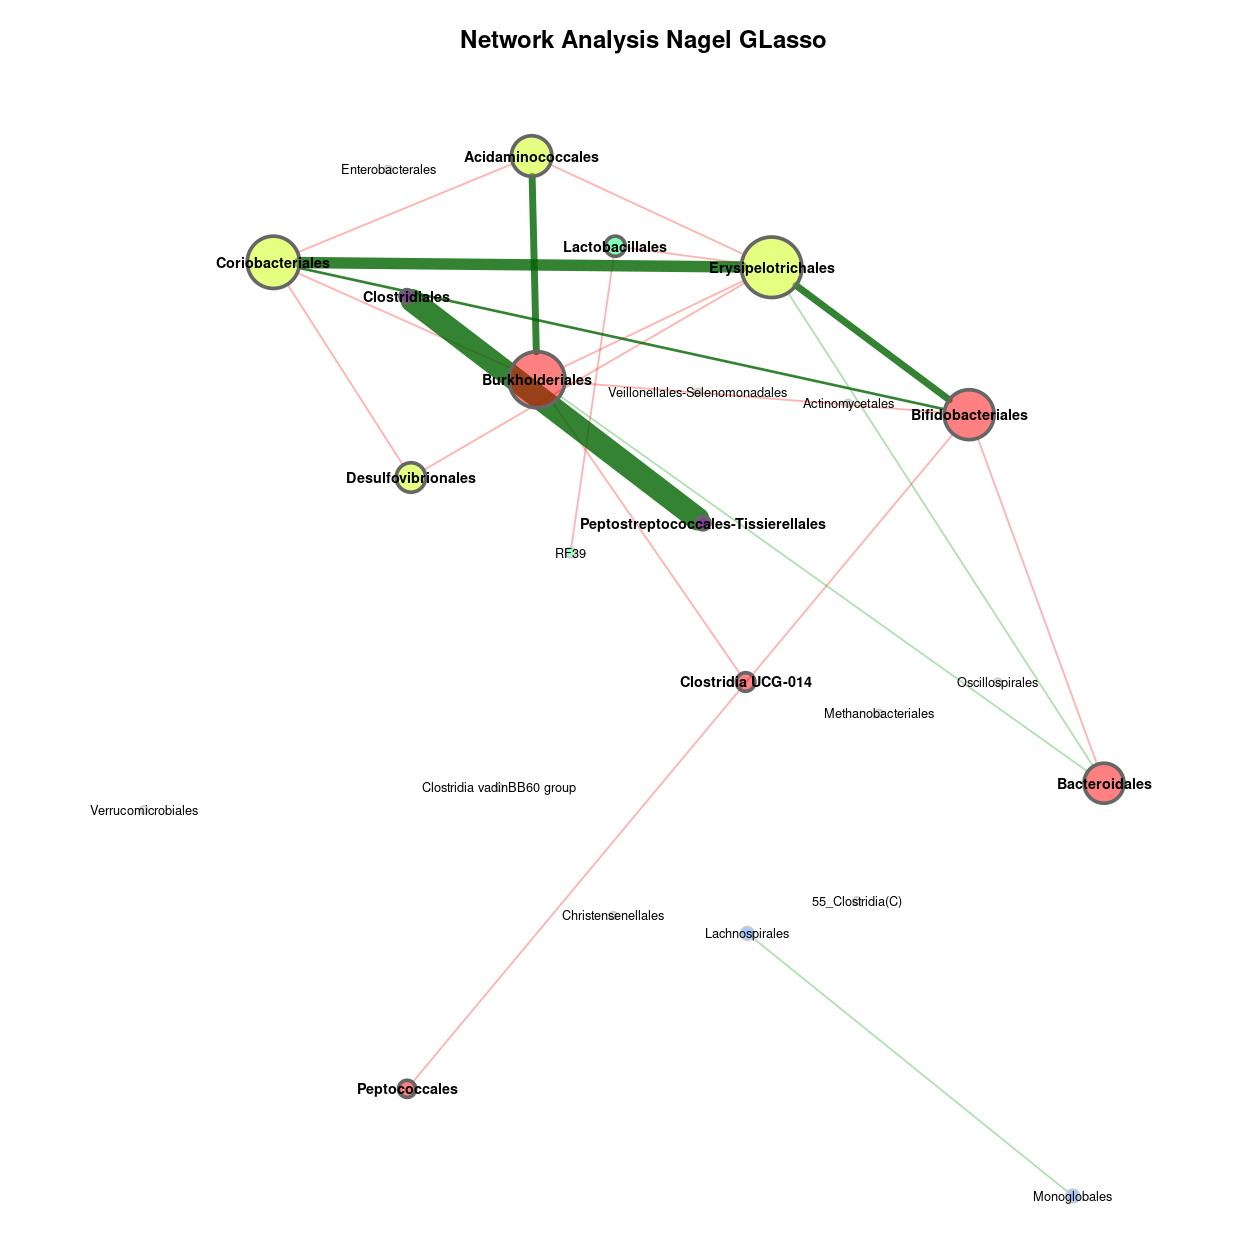 Network Analysis Nagel GLasso
Acidaminococcales
Enterobacterales
Lactobacillales
Coriobacteriales
Erysipelotrichales
Clostridiales
Burkholderiales
Veillonellales-Selenomonadales
Actinomycetales
Bifidobacteriales
Desulfovibrionales
Peptostreptococcales-Tissierellales
RF39
Clostridia UCG-014
Oscillospirales
Methanobacteriales
Bacteroidales
Clostridia vadinBB60 group
Verrucomicrobiales
55_Clostridia(C)
Christensenellales
Lachnospirales
Peptococcales
Monoglobales